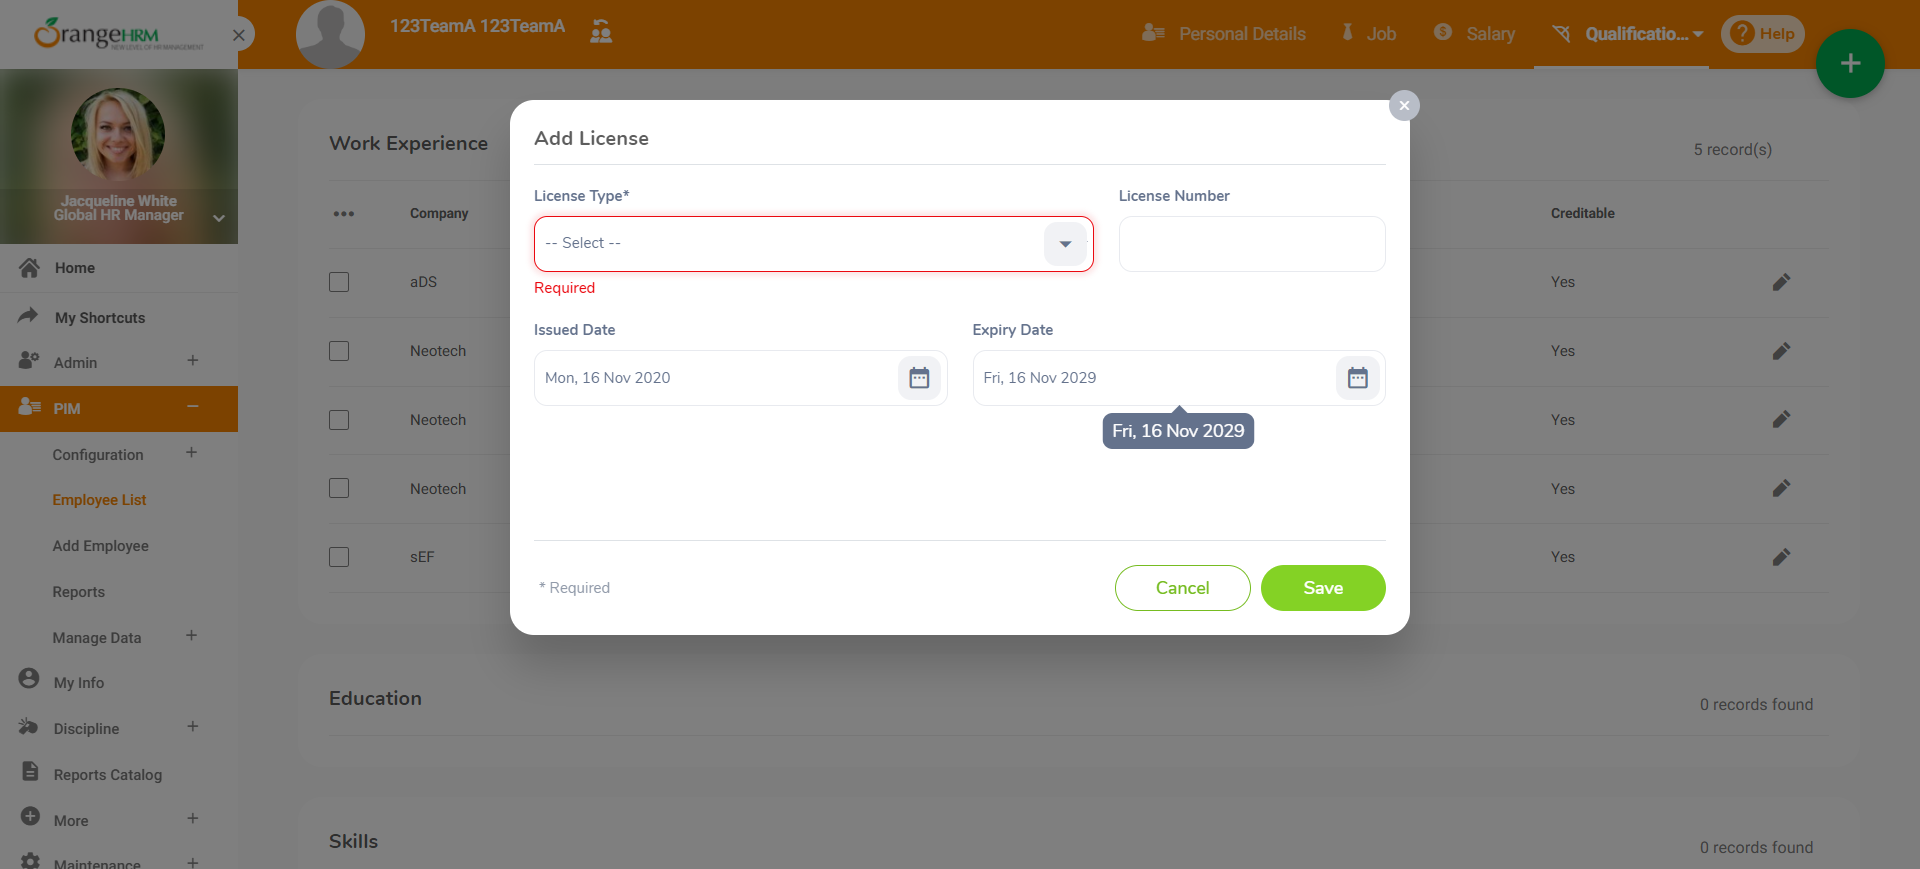 OrangeHRM
NEW LEVEL OF HR MANAGEMENT
123TeamA 123TeamA
Personal Details
Job
Salary
Qualificatio...
Help
Jacqueline White
Global HR Manager
Home
My Shortcuts
Admin
PIM
Configuration
Employee List
Add Employee
Reports
Manage Data
My Info
Discipline
Reports Catalog
More
Maintenance
Work Experience
5 record(s)
Company
Creditable
aDS
Yes
Neotech
Yes
Neotech
Yes
Neotech
Yes
sEF
Yes
Education
0 records found
Skills
0 records found
Add License
License Type*
License Number
-- Select --
Required
Issued Date
Expiry Date
Mon, 16 Nov 2020
Fri, 16 Nov 2029
Fri, 16 Nov 2029
* Required
Cancel
Save